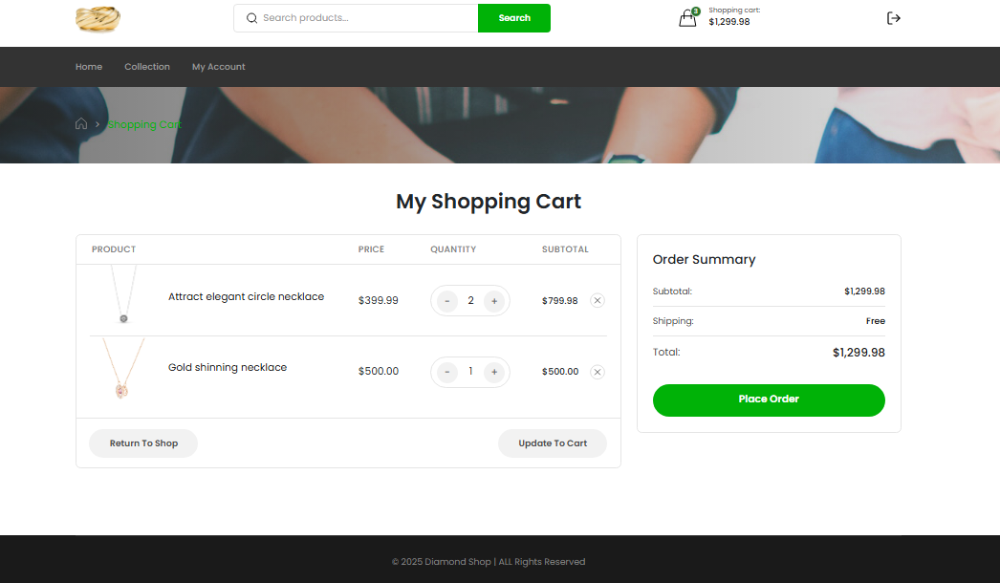 Search products...
Search
3
Shopping cart:
$1,299.98
Home
Collection
My Account
Shopping Cart
My Shopping Cart
PRODUCT PRICE QUANTITY SUBTOTAL
Attract elegant circle necklace $399.99 - 2 + $799.98
Gold shinning necklace $500.00 - 1 + $500.00
Return To Shop
Update To Cart
Order Summary
Subtotal: $1,299.98
Shipping: Free
Total: $1,299.98
Place Order
© 2025 Diamond Shop | ALL Rights Reserved